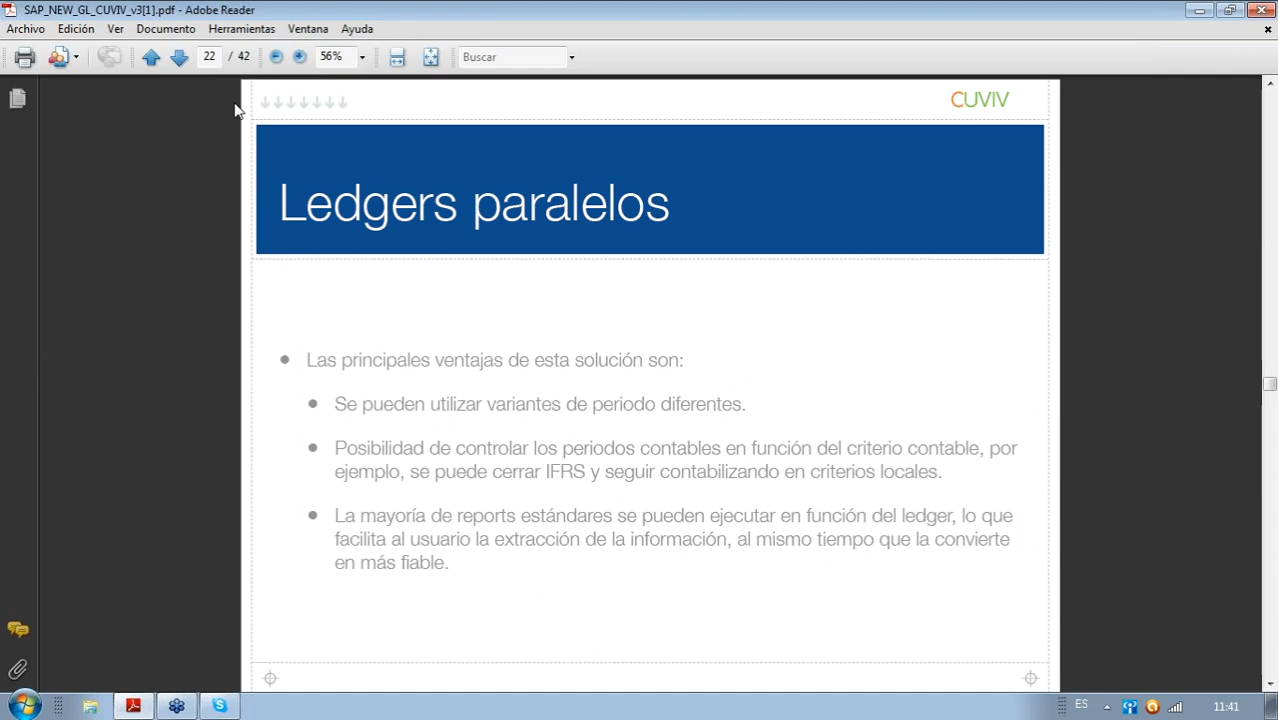 SAP_NEW_GL_CUVIV_v3[1].pdf - Adobe Reader
Archivo Edición Ver Documento Herramientas Ventana Ayuda
22 / 42 56% Buscar
CUVIV
Ledgers paralelos
Las principales ventajas de esta solución son:
Se pueden utilizar variantes de periodo diferentes.
Posibilidad de controlar los periodos contables en función del criterio contable, por
ejemplo, se puede cerrar IFRS y seguir contabilizando en criterios locales.
La mayoría de reports estándares se pueden ejecutar en función del ledger, lo que
facilita al usuario la extracción de la información, al mismo tiempo que la convierte
en más fiable.
ES 11:41